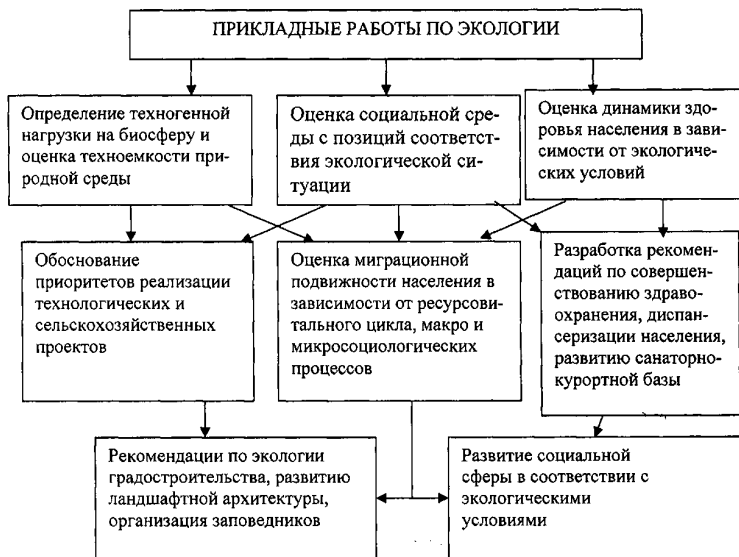 ПРИКЛАДНЫЕ РАБОТЫ ПО ЭКОЛОГИИ
Определение техногенной
нагрузки на биосферу и
оценка техноемкости при-
родной среды
Оценка социальной сре-
ды с позиций соответст-
вия экологической си-
туации
Оценка динамики здо-
ровья населения в зави-
симости от экологиче-
ских условий
Обоснование
приоритетов реализации
технологических и
сельскохозяйственных
проектов
Оценка миграционной
подвижности населения в
зависимости от ресурсови-
тального цикла, макро и
микросоциологических
процессов
Разработка рекомен-
даций по совершен-
ствованию здраво-
охранения, диспан-
серизации населения,
развитию санаторно-
курортной базы
Рекомендации по экологии
градостроительства, развитию
ландшафтной архитектуры,
организация заповедников
Развитие социальной
сферы в соответствии с
экологическими
условиями